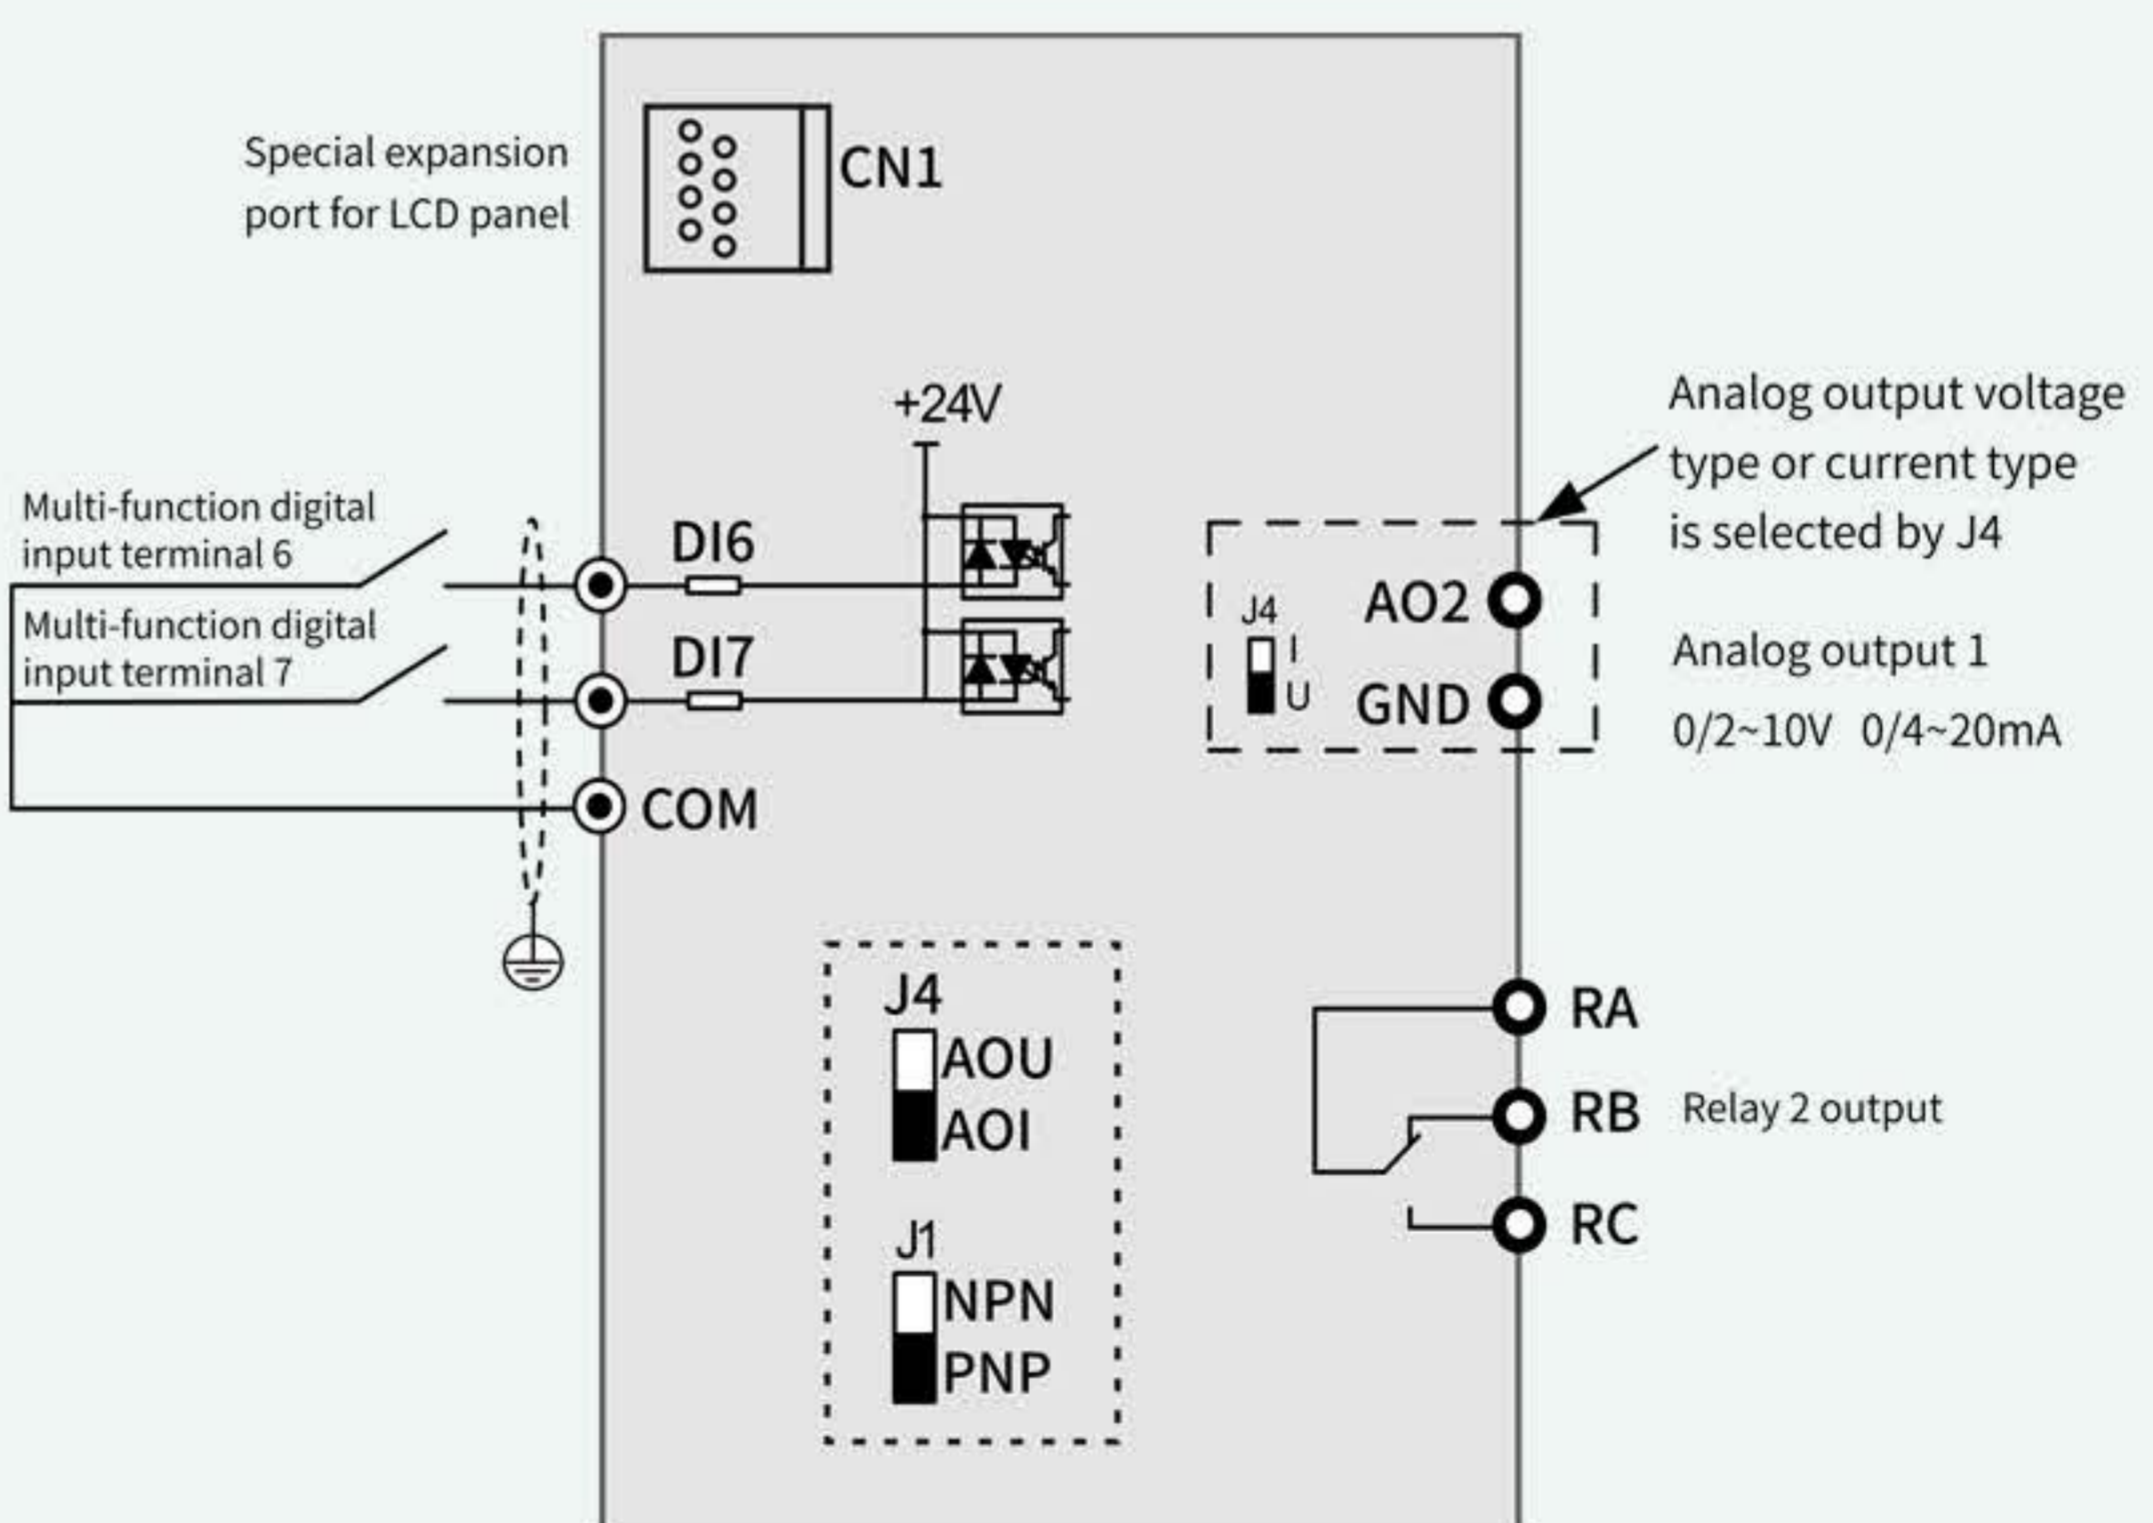 Special expansion
port for LCD panel
CN1
+24V
Multi-function digital
input terminal 6
DI6
Multi-function digital
input terminal 7
DI7
COM
Analog output voltage
type or current type
is selected by J4
J4
I
U
AO2
GND
Analog output 1
0/2~10V 0/4~20mA
J4
AOU
AOI
J1
NPN
PNP
RA
RB
Relay 2 output
RC